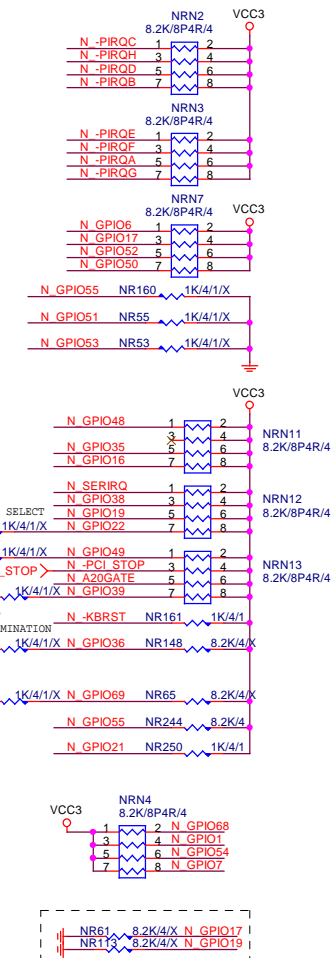 NRN2 VCC3
8.2K/8P4R/4
N_-PIRQC 1 2
N_-PIRQH 3 4
N_-PIRQD 5 6
N_-PIRQB 7 8
NRN3
8.2K/8P4R/4
N_-PIRQE 1 2
N_-PIRQF 3 4
N_-PIRQA 5 6
N_-PIRQG 7 8
NRN7
8.2K/8P4R/4 VCC3
N_GPIO6 1 2
N_GPIO17 3 4
N_GPIO52 5 6
N_GPIO50 7 8
N_GPIO55 NR160 1K/4/1/X
N_GPIO51 NR55 1K/4/1/X
N_GPIO53 NR53 1K/4/1/X
VCC3
N_GPIO48 1 2
3 4 NRN11
N_GPIO35 5 6 8.2K/8P4R/4
N_GPIO16 7 8
N_SERIRQ 1 2
N_GPIO38 3 4 NRN12
SELECT N_GPIO19 5 6 8.2K/8P4R/4
1K/4/1/X N_GPIO22 7 8
1K/4/1/X N_GPIO49 1 2
_STOP N_-PCI_STOP 3 4 NRN13
N_A20GATE 5 6 8.2K/8P4R/4
1K/4/1/X N_GPIO39 7 8
N_-KBRST NR161 1K/4/1
MINATION
1K/4/1/X N_GPIO36 NR148 8.2K/4/X
1K/4/1/X N_GPIO69 NR65 8.2K/4/X
N_GPIO55 NR244 8.2K/4
N_GPIO21 NR250 1K/4/1
NRN4
VCC3 8.2K/8P4R/4
1 2 N_GPIO68
3 4 N_GPIO1
5 6 N_GPIO54
7 8 N_GPIO7
NR61 8.2K/4/X N_GPIO17
NR113 8.2K/4/X N_GPIO19